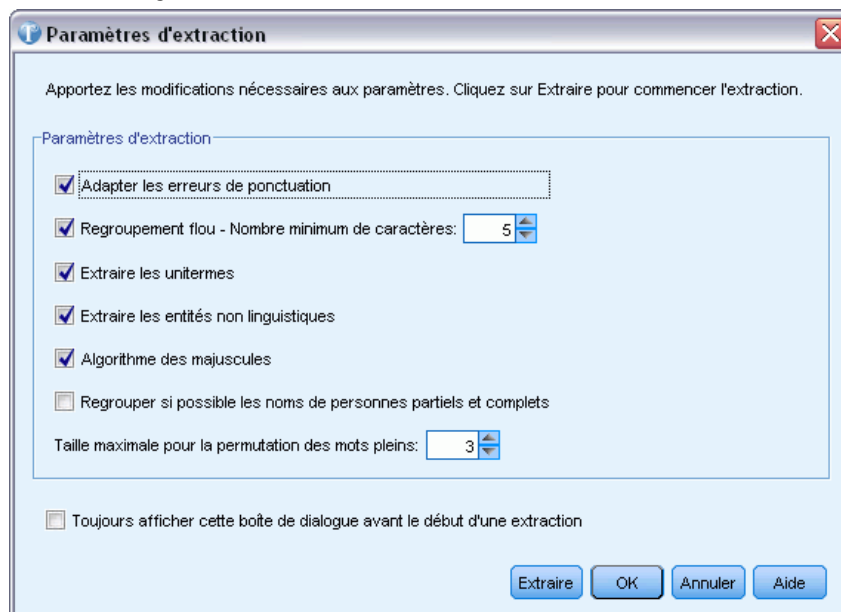 Paramètres d'extraction
Apportez les modifications nécessaires aux paramètres. Cliquez sur Extraire pour commencer l'extraction.
Paramètres d'extraction
Adapter les erreurs de ponctuation
Regroupement flou - Nombre minimum de caractères: 5
Extraire les unitermes
Extraire les entités non linguistiques
Algorithme des majuscules
Regrouper si possible les noms de personnes partiels et complets
Taille maximale pour la permutation des mots pleins: 3
Toujours afficher cette boîte de dialogue avant le début d'une extraction
Extraire OK Annuler Aide